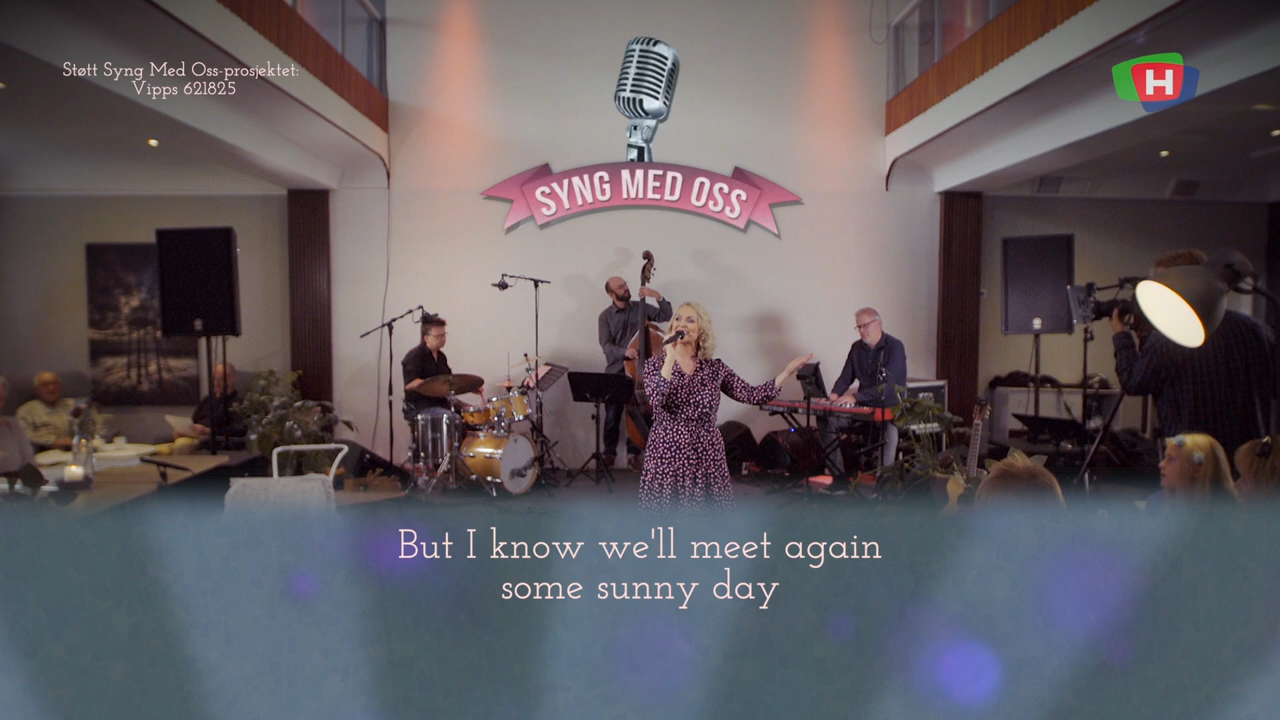 Støtt Syng Med Oss-prosjektet:
Vipps 621825
H
SYNG MED OSS
But I know we'll meet again
some sunny day